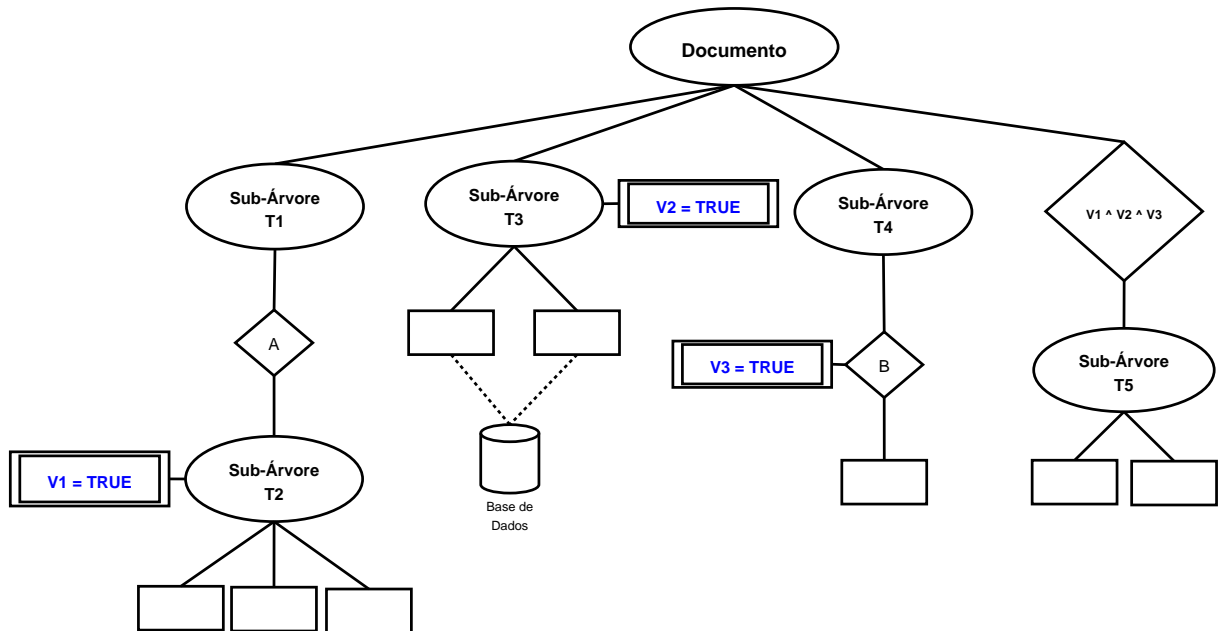 Documento
Sub-Árvore
T1
Sub-Árvore
T3
V2 = TRUE
Sub-Árvore
T4
V1 ^ V2 ^ V3
A
V3 = TRUE
B
Sub-Árvore
T5
V1 = TRUE
Sub-Árvore
T2
Base de
Dados